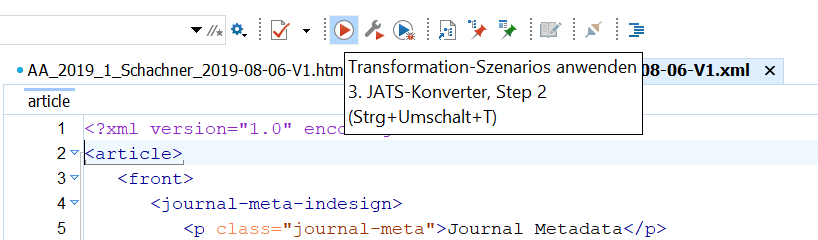 AA_2019_1_Schachner_2019-08-06-V1.htm
08-06-V1.xml
Transformation-Szenarios anwenden
3. JATS-Konverter, Step 2
(Strg+Umschalt+T)
article
1 <?xml version="1.0"
2 <article>
3 <front>
4 <journal-meta-indesign>
5 <p class="journal-meta">Journal Metadata</p>